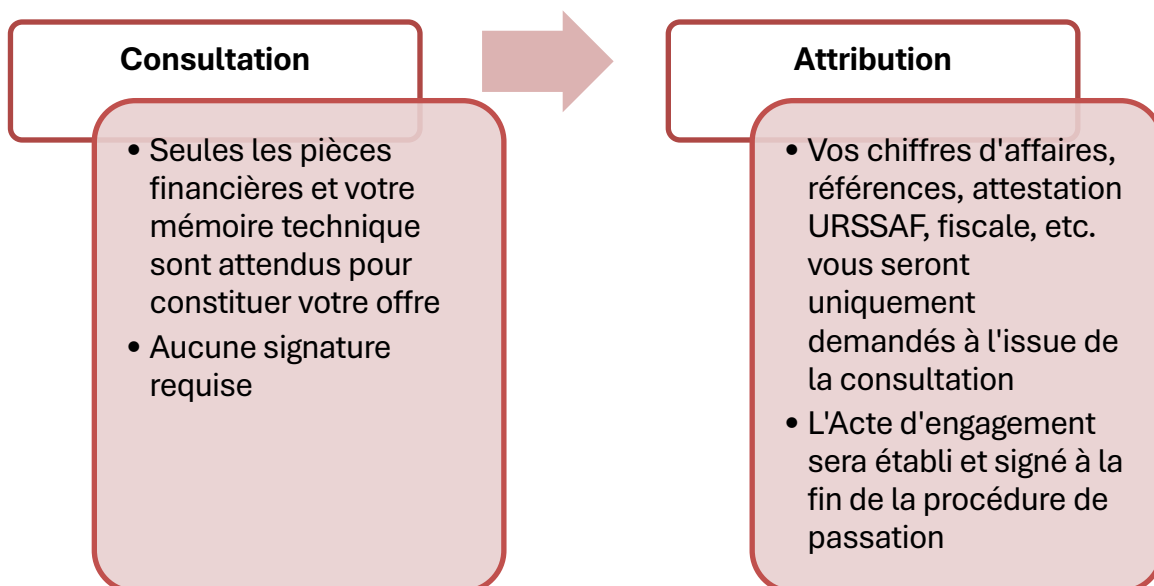 Consultation
• Seules les pièces
financières et votre
mémoire technique
sont attendus pour
constituer votre offre
• Aucune signature
requise
Attribution
• Vos chiffres d'affaires,
références, attestation
URSSAF, fiscale, etc.
vous seront
uniquement
demandés à l'issue de
la consultation
• L'Acte d'engagement
sera établi et signé à la
fin de la procédure de
passation